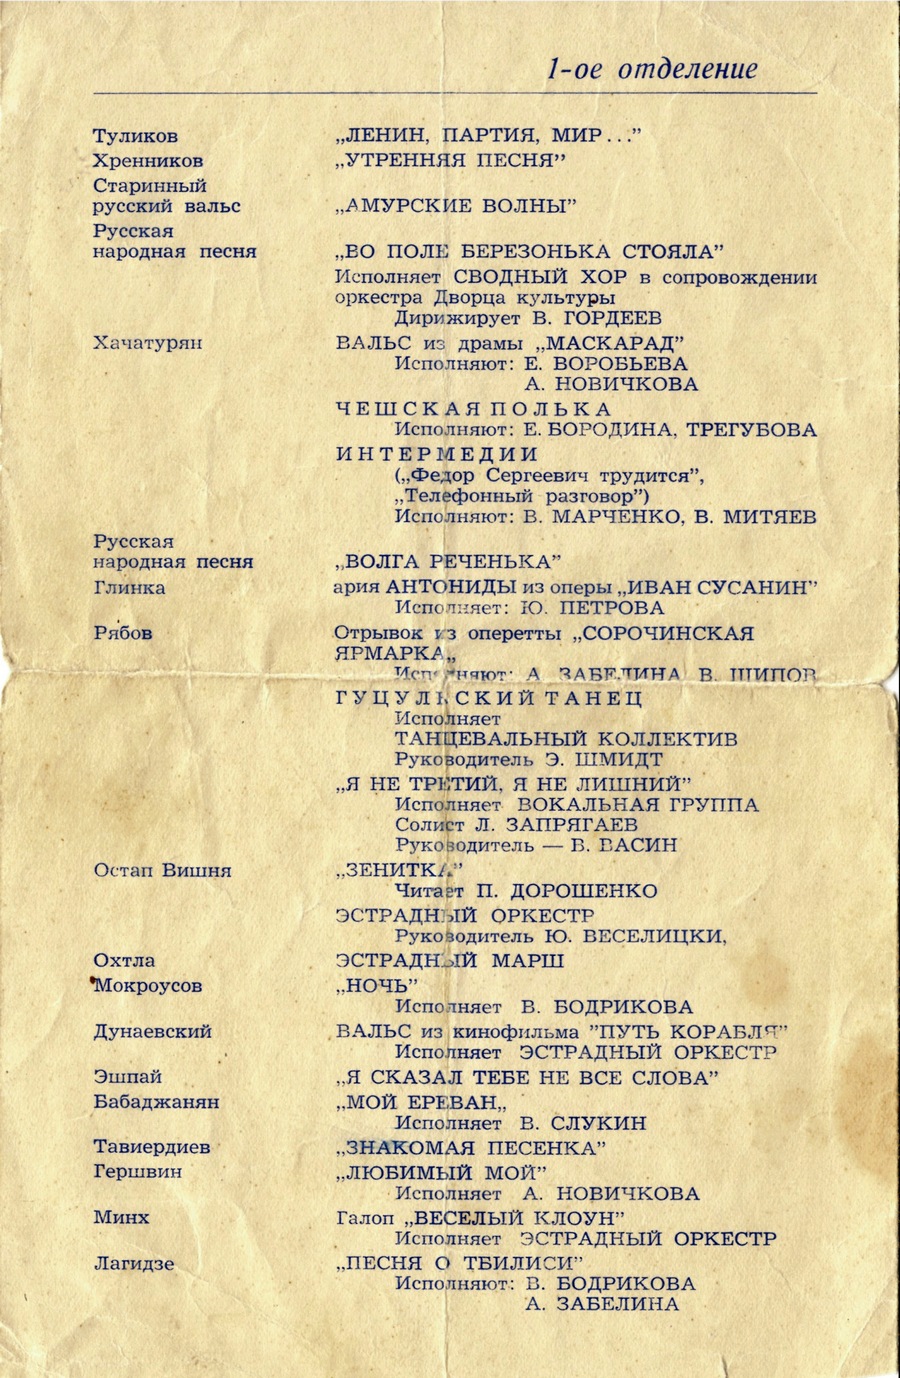 1-ое отделение
Туликов „ЛЕНИН, ПАРТИЯ, МИР...”
Хренников „УТРЕННЯЯ ПЕСНЯ”
Старинный
русский вальс „АМУРСКИЕ ВОЛНЫ”
Русская
народная песня „ВО ПОЛЕ БЕРЕЗОНЬКА СТОЯЛА”
Исполняет СВОДНЫЙ ХОР в сопровождении
оркестра Дворца культуры
Дирижирует В. ГОРДЕЕВ
Хачатурян ВАЛЬС из драмы „МАСКАРАД”
Исполняют: Е. ВОРОБЬЕВА
А. НОВИЧКОВА
ЧЕШСКАЯ ПОЛЬКА
Исполняют: Е. БОРОДИНА, ТРЕГУБОВА
ИНТЕРМЕДИИ
(„Федор Сергеевич трудится”,
„Телефонный разговор”)
Исполняют: В. МАРЧЕНКО, В. МИТЯЕВ
Русская
народная песня „ВОЛГА РЕЧЕНЬКА”
Глинка ария АНТОНИДЫ из оперы „ИВАН СУСАНИН”
Исполняет: Ю. ПЕТРОВА
Рябов Отрывок из оперетты „СОРОЧИНСКАЯ
ЯРМАРКА„
Исполняют: А. ЗАБЕЛИНА В. ШИПОВ
ГУЦУЛЬСКИЙ ТАНЕЦ
Исполняет
ТАНЦЕВАЛЬНЫЙ КОЛЛЕКТИВ
Руководитель Э. ШМИДТ
„Я НЕ ТРЕТИЙ, Я НЕ ЛИШНИЙ”
Исполняет ВОКАЛЬНАЯ ГРУППА
Солист Л. ЗАПРЯГАЕВ
Руководитель — В. ВАСИН
Остап Вишня „ЗЕНИТКА”
Читает П. ДОРОШЕНКО
ЭСТРАДНЫЙ ОРКЕСТР
Руководитель Ю. ВЕСЕЛИЦКИ,
Охтла ЭСТРАДНЫЙ МАРШ
Мокроусов „НОЧЬ”
Исполняет В. БОДРИКОВА
Дунаевский ВАЛЬС из кинофильма ”ПУТЬ КОРАБЛЯ”
Исполняет ЭСТРАДНЫЙ ОРКЕСТР
Эшпай „Я СКАЗАЛ ТЕБЕ НЕ ВСЕ СЛОВА”
Бабаджанян „МОЙ ЕРЕВАН„
Исполняет В. СЛУКИН
Тавиердиев „ЗНАКОМАЯ ПЕСЕНКА”
Гершвин „ЛЮБИМЫЙ МОЙ”
Исполняет А. НОВИЧКОВА
Минх Галоп „ВЕСЕЛЫЙ КЛОУН”
Исполняет ЭСТРАДНЫЙ ОРКЕСТР
Лагидзе „ПЕСНЯ О ТБИЛИСИ”
Исполняют: В. БОДРИКОВА
А. ЗАБЕЛИНА